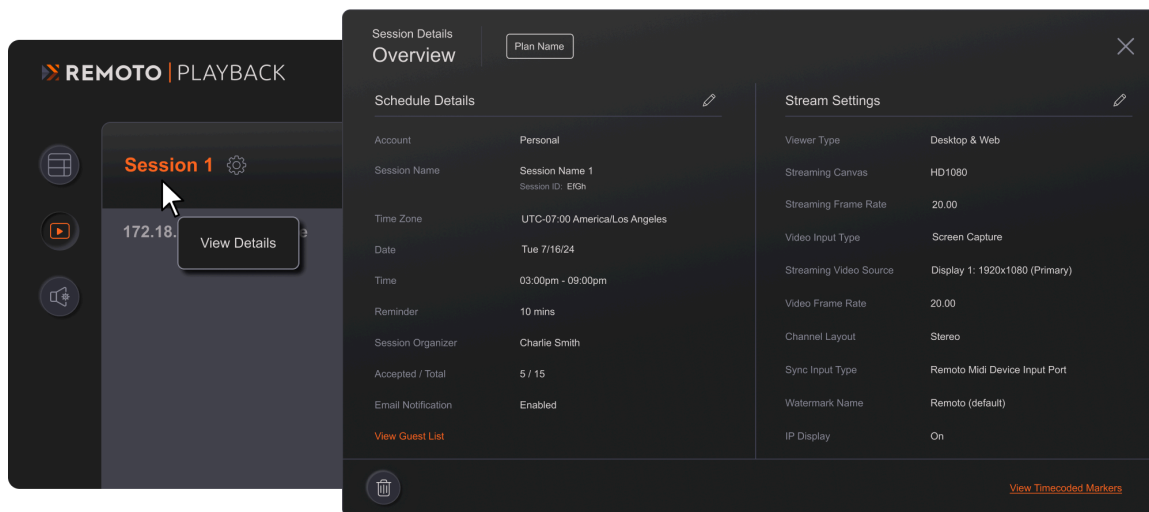 REMOTO | PLAYBACK
Session 1
172.18.
View Details
Session Details
Overview
Plan Name
Schedule Details
Account Personal
Session Name Session Name 1
Session ID: EfGh
Time Zone UTC-07:00 America/Los Angeles
Date Tue 7/16/24
Time 03:00pm - 09:00pm
Reminder 10 mins
Session Organizer Charlie Smith
Accepted / Total 5 / 15
Email Notification Enabled
View Guest List
Stream Settings
Viewer Type Desktop & Web
Streaming Canvas HD1080
Streaming Frame Rate 20.00
Video Input Type Screen Capture
Streaming Video Source Display 1: 1920x1080 (Primary)
Video Frame Rate 20.00
Channel Layout Stereo
Sync Input Type Remoto Midi Device Input Port
Watermark Name Remoto (default)
IP Display On
View Timecoded Markers